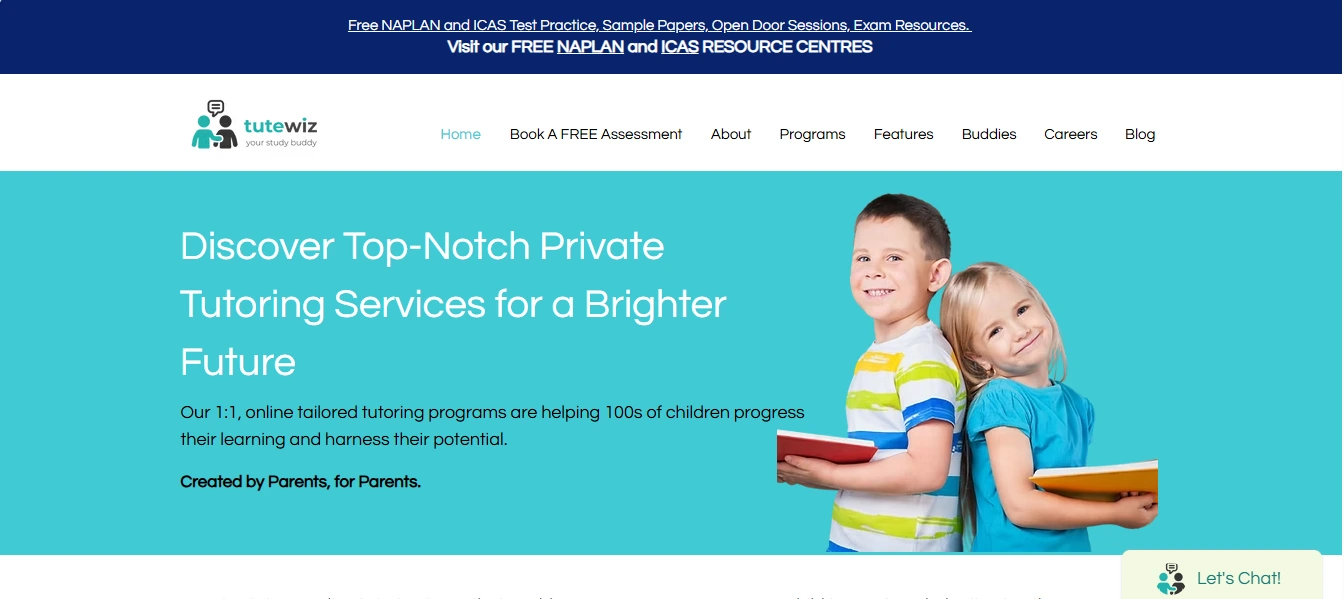 Free NAPLAN and ICAS Test Practice, Sample Papers, Open Door Sessions, Exam Resources.
Visit our FREE NAPLAN and ICAS RESOURCE CENTRES
tutewiz
your study buddy
Home Book A FREE Assessment About Programs Features Buddies Careers Blog
Discover Top-Notch Private
Tutoring Services for a Brighter
Future
Our 1:1, online tailored tutoring programs are helping 100s of children progress
their learning and harness their potential.
Created by Parents, for Parents.
Let's Chat!